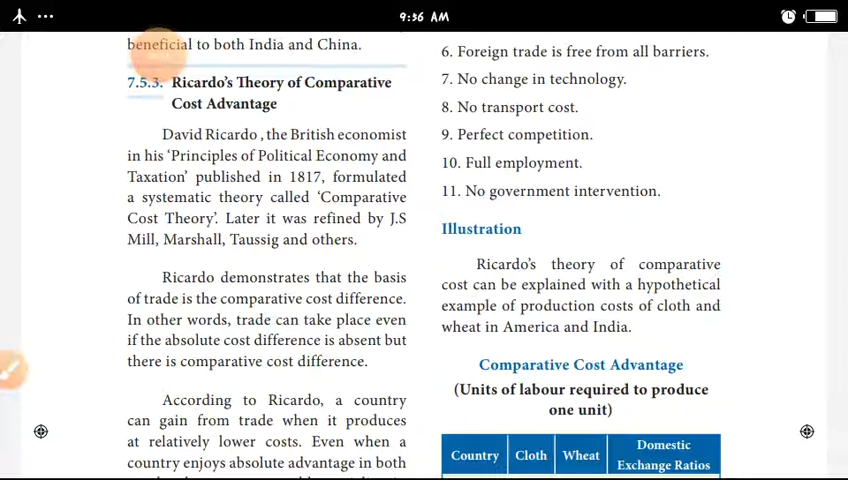 9:36 AM
beneficial to both India and China.
7.5.3. Ricardo's Theory of Comparative
Cost Advantage
David Ricardo , the British economist
in his 'Principles of Political Economy and
Taxation' published in 1817, formulated
a systematic theory called 'Comparative
Cost Theory'. Later it was refined by J.S
Mill, Marshall, Taussig and others.
Ricardo demonstrates that the basis
of trade is the comparative cost difference.
In other words, trade can take place even
if the absolute cost difference is absent but
there is comparative cost difference.
According to Ricardo, a country
can gain from trade when it produces
at relatively lower costs. Even when a
country enjoys absolute advantage in both
6. Foreign trade is free from all barriers.
7. No change in technology.
8. No transport cost.
9. Perfect competition.
10. Full employment.
11. No government intervention.
Illustration
Ricardo's theory of comparative
cost can be explained with a hypothetical
example of production costs of cloth and
wheat in America and India.
Comparative Cost Advantage
(Units of labour required to produce
one unit)
Country Cloth Wheat Domestic
Exchange Ratios